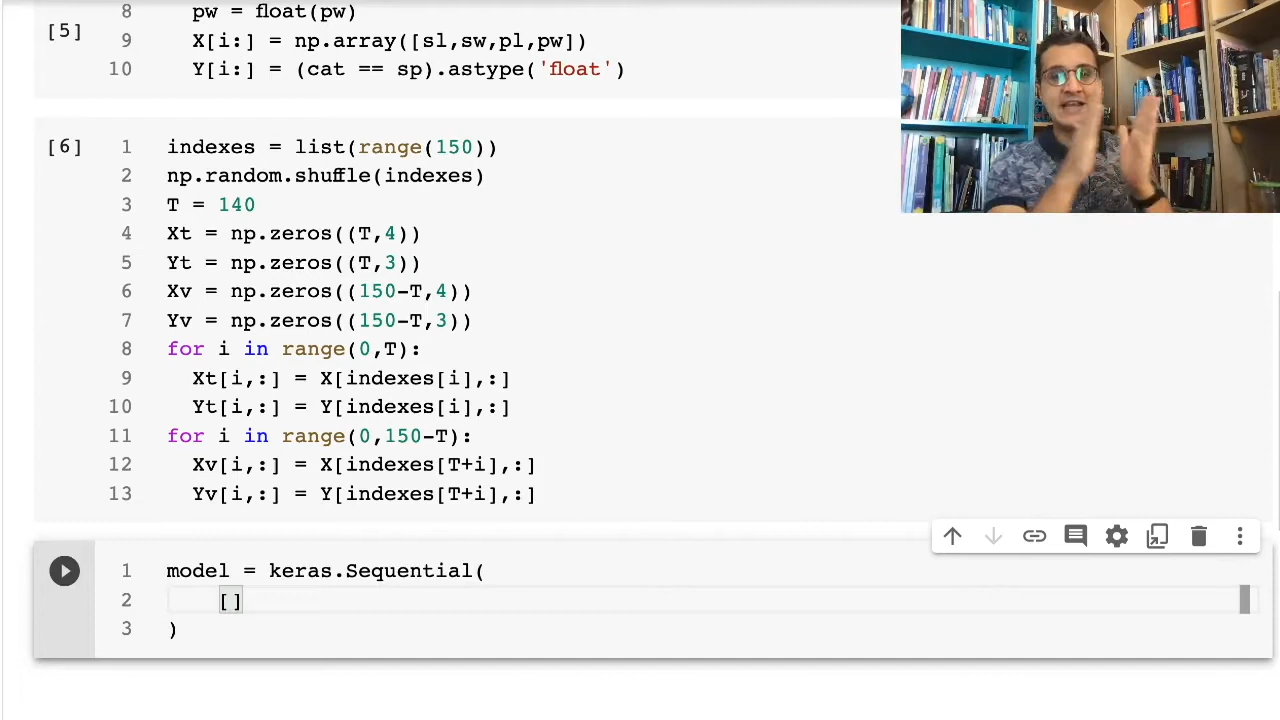 8 pw = float(pw)
[5]
9 X[i:] = np.array([sl,sw,pl,pw])
10 Y[i:] = (cat == sp).astype('float')
[6] 1 indexes = list(range(150))
2 np.random.shuffle(indexes)
3 T = 140
4 Xt = np.zeros((T,4))
5 Yt = np.zeros((T,3))
6 Xv = np.zeros((150-T,4))
7 Yv = np.zeros((150-T,3))
8 for i in range(0,T):
9 Xt[i,:] = X[indexes[i],:]
10 Yt[i,:] = Y[indexes[i],:]
11 for i in range(0,150-T):
12 Xv[i,:] = X[indexes[T+i],:]
13 Yv[i,:] = Y[indexes[T+i],:]
1 model = keras.Sequential(
2 []
3 )